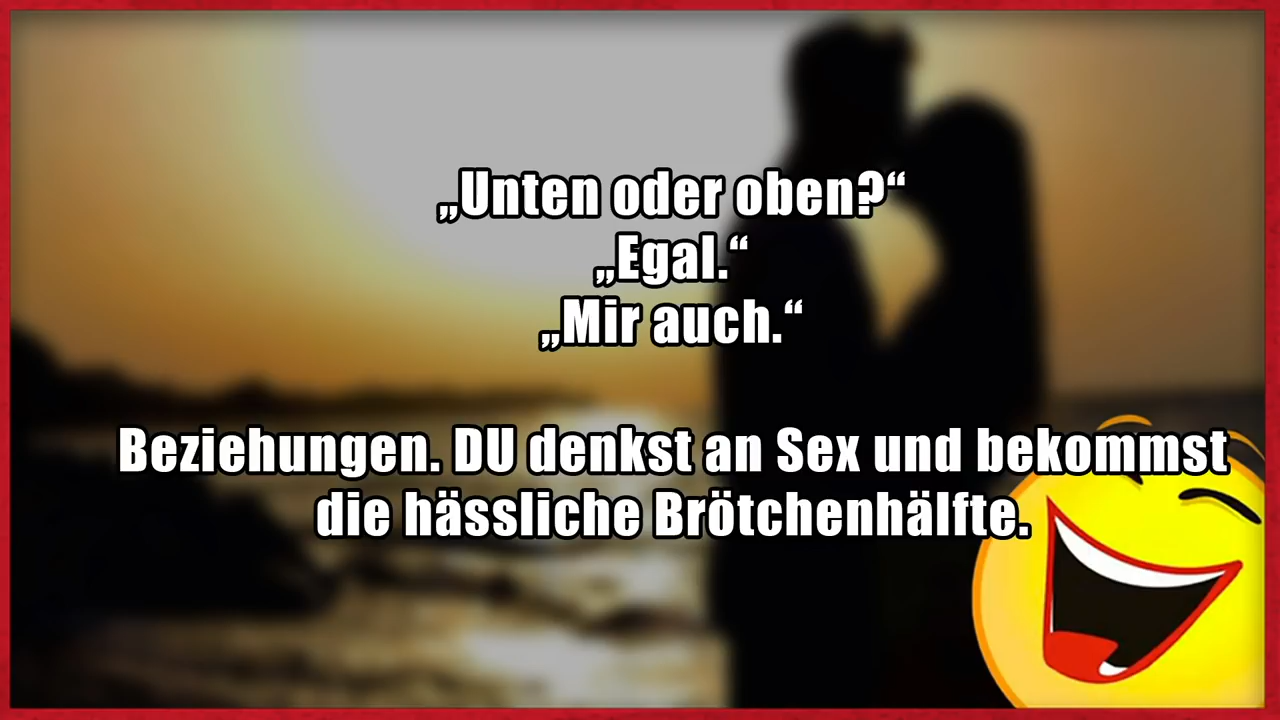 „Unten oder oben?“
„Egal.“
„Mir auch.“
Beziehungen. DU denkst an Sex und bekommst
die hässliche Brötchenhälfte.